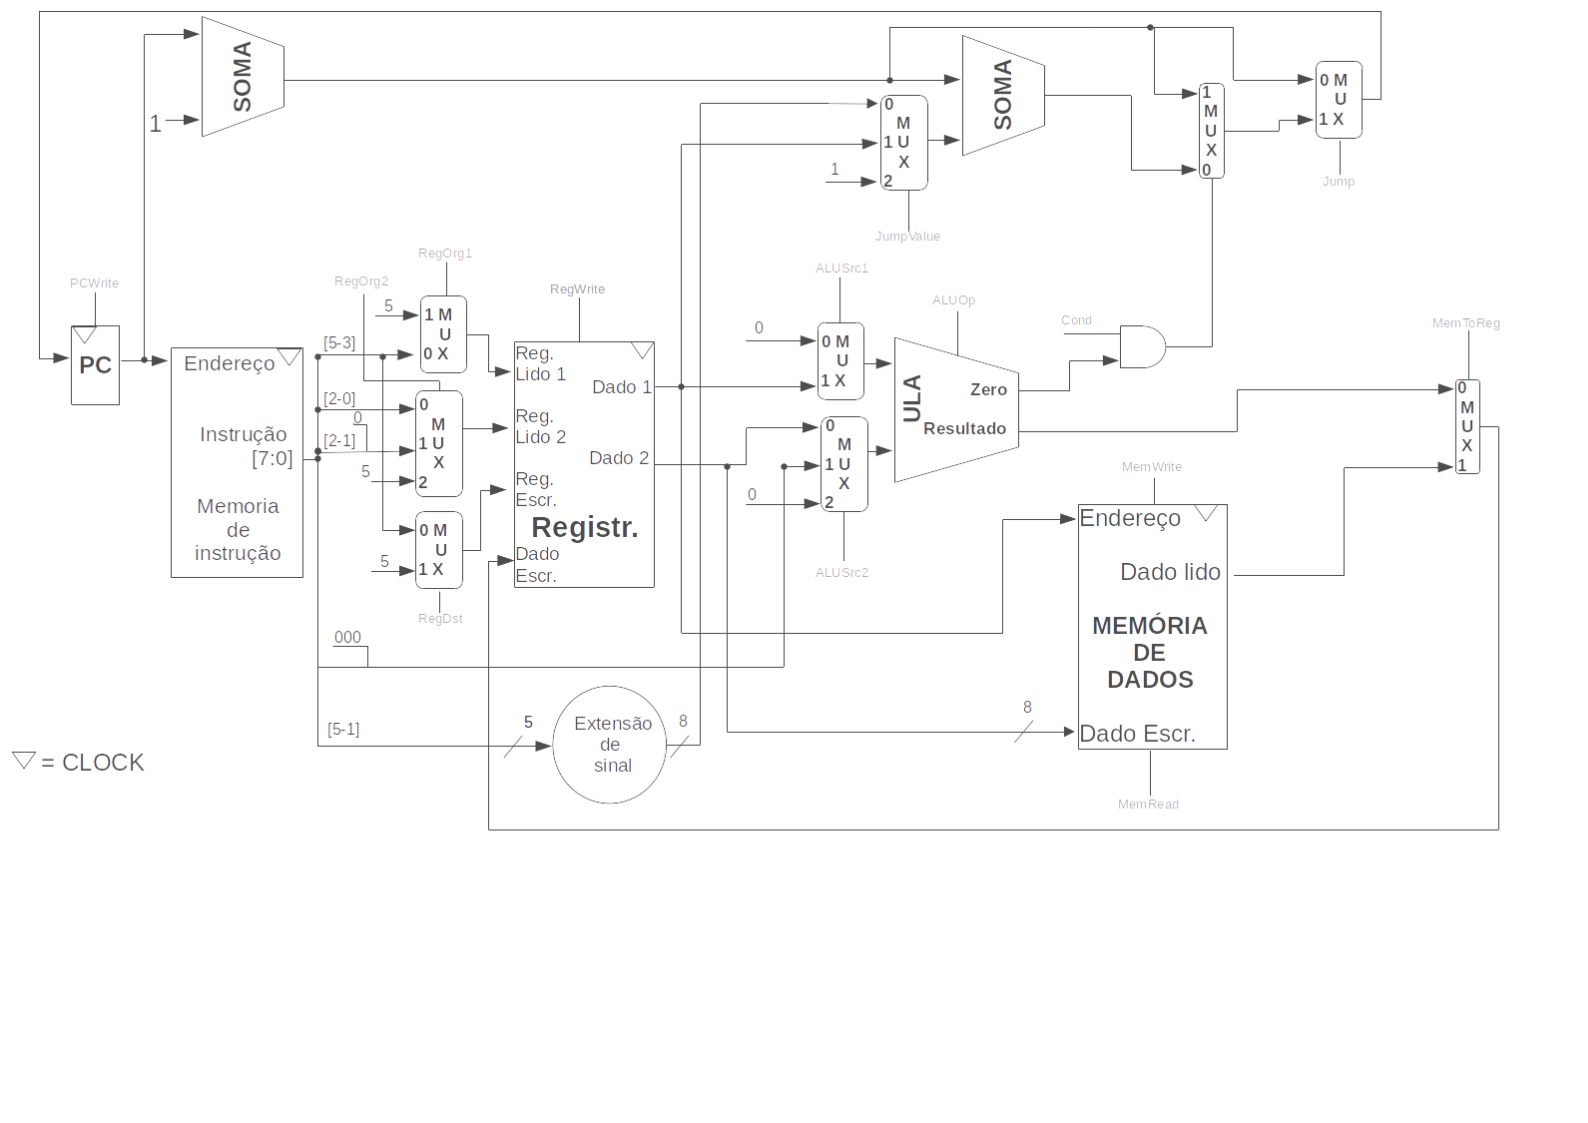 SOMA
1
SOMA
0 M
U
1 X
Jump
1
M
U
X
0
0
M
1 U
X
2
1
JumpValue
PCWrite
PC
RegOrg1
RegOrg2
5
1 M
U
0 X
RegWrite
Endereço
Instrução
[7:0]
Memoria
de
instrução
[5-3]
[2-0]
0
[2-1]
5
0
M
1 U
X
2
0 M
U
1 X
5
RegDst
Reg.
Lido 1
Dado 1
Reg.
Lido 2
Dado 2
Reg.
Escr.
Registr.
Dado
Escr.
ALUSrc1
0
0 M
U
1 X
0
M
1 U
X
2
0
ALUSrc2
ALUOp
ULA
Zero
Resultado
Cond
MemToReg
0
M
U
X
1
MemWrite
Endereço
Dado lido
MEMÓRIA
DE
DADOS
8
Dado Escr.
MemRead
000
[5-1]
5
Extensão
de
sinal
8
= CLOCK